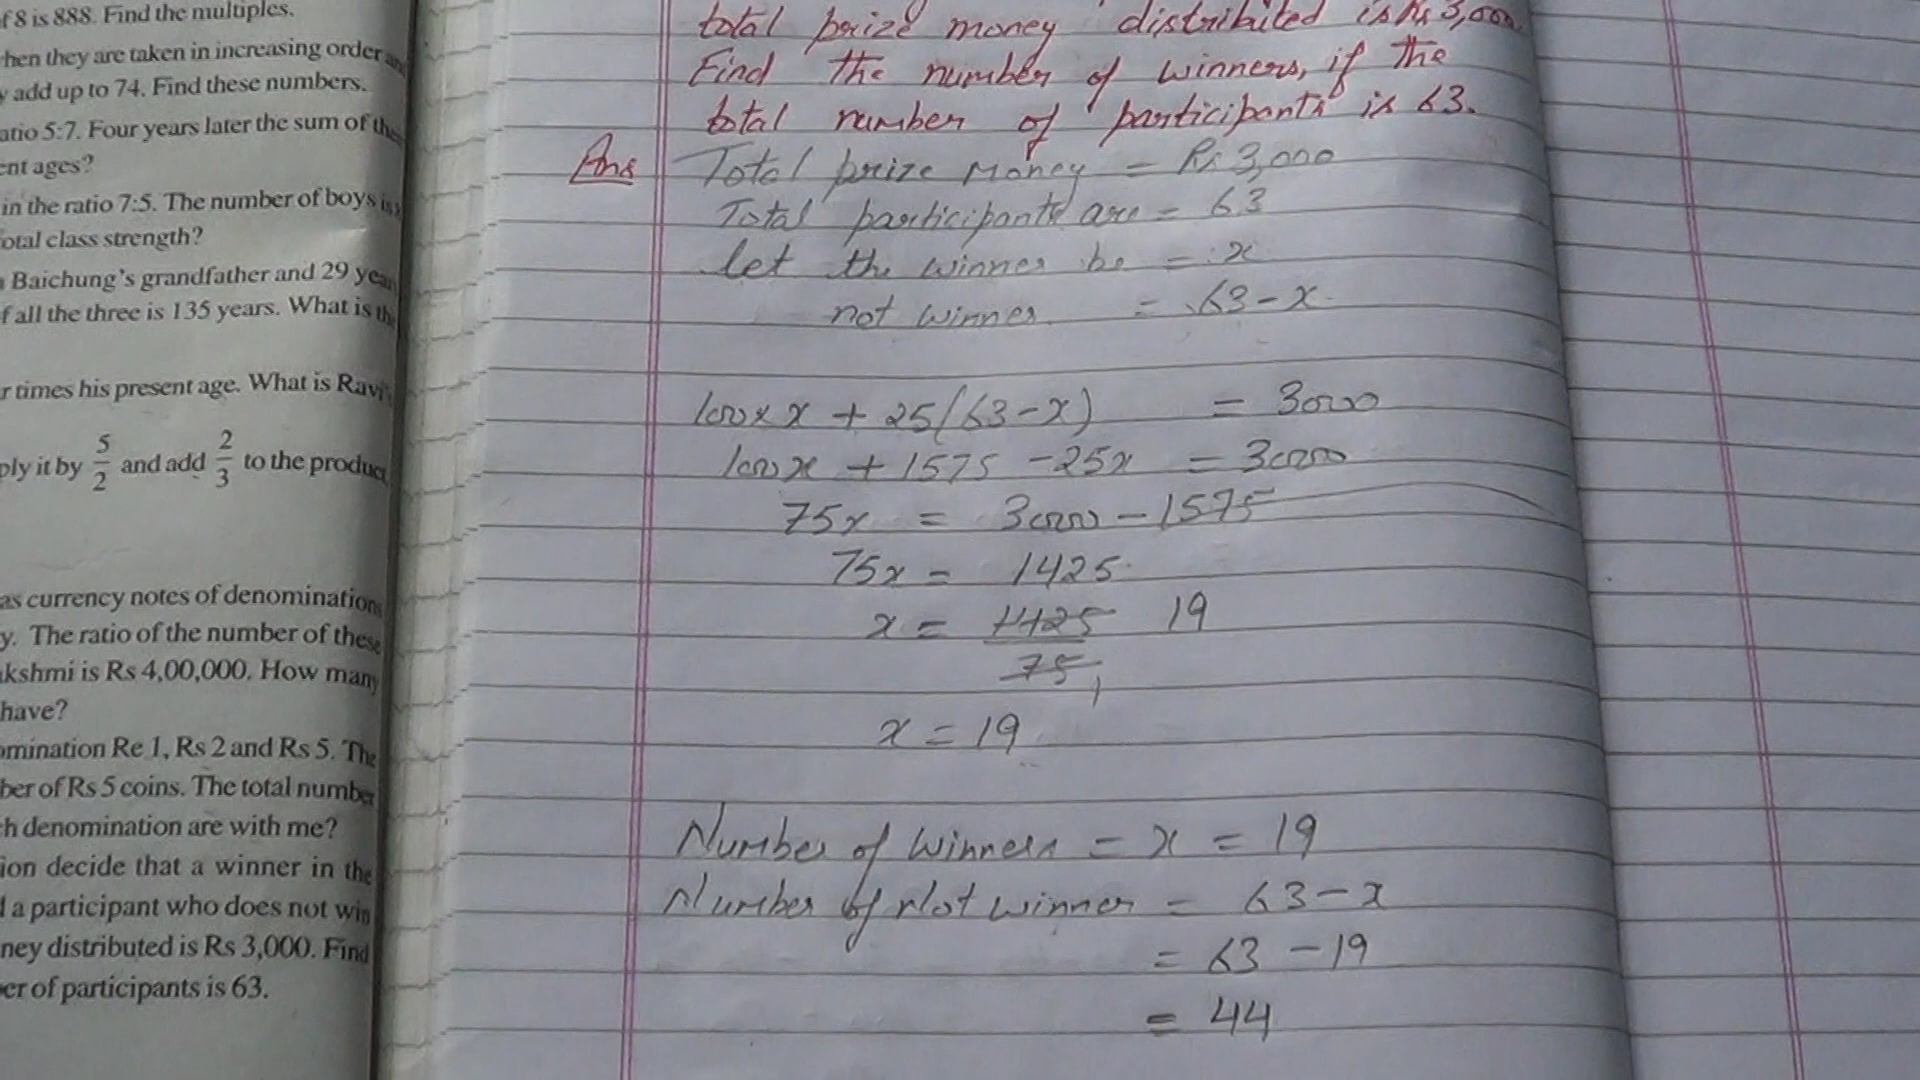 f 8 is 888. Find the multiples.
hen they are taken in increasing order
add up to 74. Find these numbers.
atio 5:7. Four years later the sum of
ent ages?
in the ratio 7:5. The number of boys is
otal class strength?
Baichung's grandfather and 29
f all the three is 135 years. What is
r times his present age. What is
ply it by 5/2 and add 2/3 to the product
as currency notes of denominations
y. The ratio of the number of these
kshmi is Rs 4,00,000. How many
have?
omination Re 1, Rs 2 and Rs 5. The
ber of Rs 5 coins. The total number
h denomination are with me?
ion decide that a winner in the
a participant who does not win
ney distributed is Rs 3,000. Find
er of participants is 63.
total prize money distributed is Rs 3,000.
Find the number of winners, if the
total number of participants is 63.
Ans Total prize Money = Rs 3,000
Total participants are = 63
let the winner be = x
not winner = 63-x
100 x x + 25(63-x) = 3000
100x + 1575 - 25x = 3000
75x = 3000 - 1575
75x = 1425
x = 1425/75 19 1
x = 19
Number of Winners = x = 19
Number of Not winner = 63-x
= 63 - 19
= 44